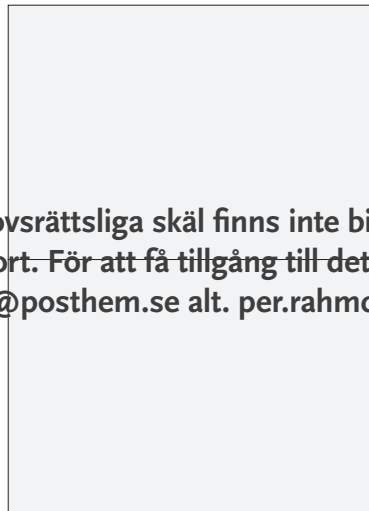 ovsrättsliga skäl finns inte bi
ort. För att få tillgång till det
@posthem.se alt. per.rahmo